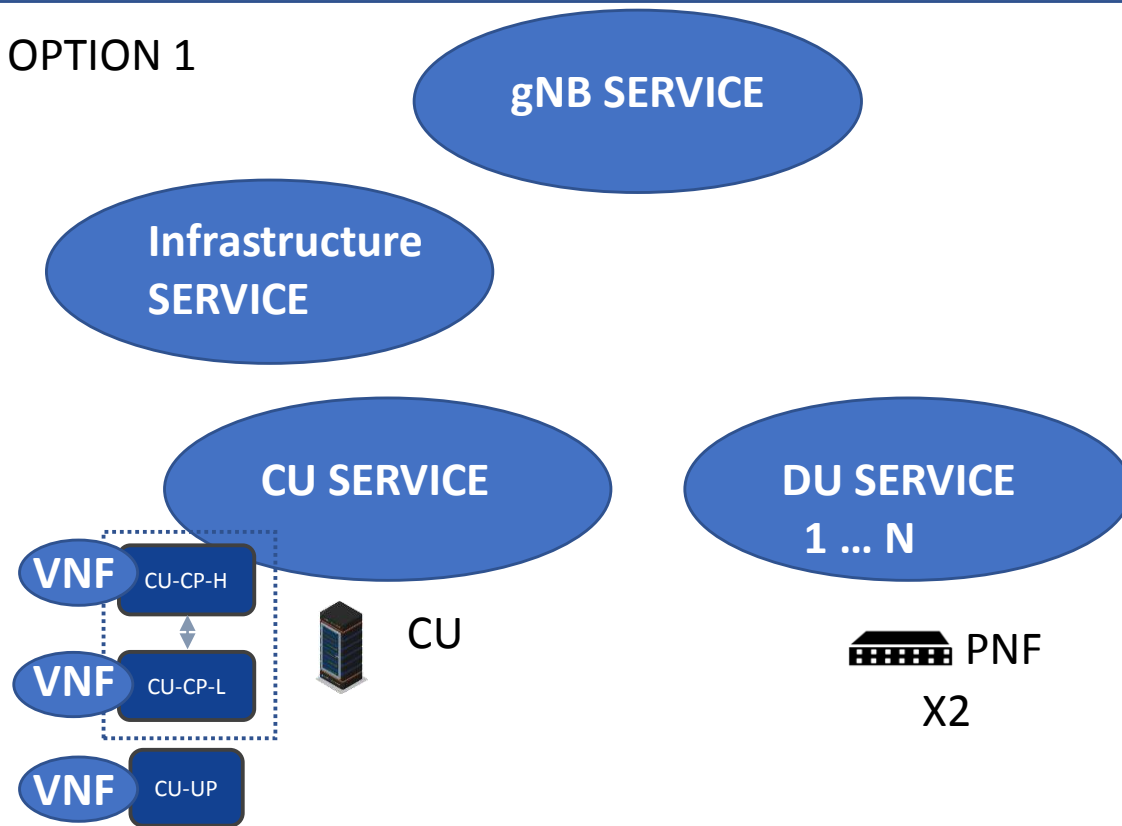 OPTION 1
gNB SERVICE
Infrastructure
SERVICE
CU SERVICE
DU SERVICE
1 ... N
VNF
CU-CP-H
CU
PNF
VNF
CU-CP-L
X2
VNF
CU-UP